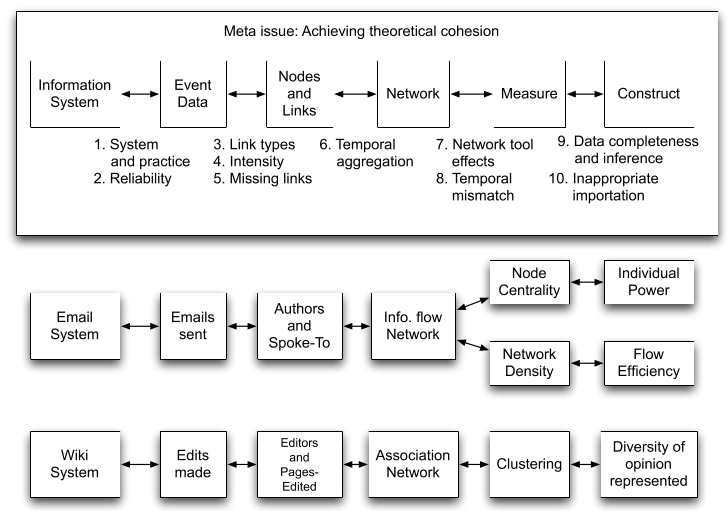 Meta issue: Achieving theoretical cohesion
Information
System
Event
Data
Nodes
and
Links
Network
Measure
Construct
1. System
and practice
2. Reliability
3. Link types
4. Intensity
5. Missing links
6. Temporal
aggregation
7. Network tool
effects
8. Temporal
mismatch
9. Data completeness
and inference
10. Inappropriate
importation
Email
System
Emails
sent
Authors
and
Spoke-To
Info. flow
Network
Node
Centrality
Individual
Power
Network
Density
Flow
Efficiency
Wiki
System
Edits
made
Editors
and
Pages-
Edited
Association
Network
Clustering
Diversity of
opinion
represented